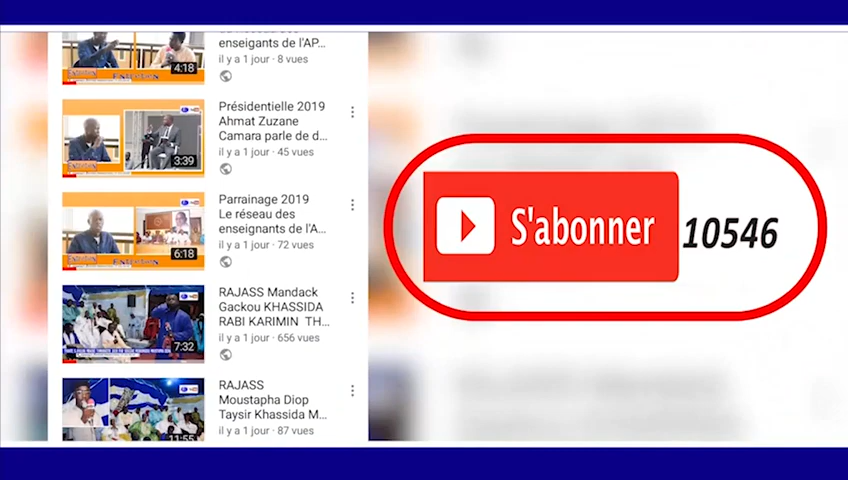 enseigants de l'AP...
il y a 1 jour · 8 vues
4:18
Présidentielle 2019
Ahmat Zuzane
Camara parle de d...
il y a 1 jour · 45 vues
3:39
Parrainage 2019
Le réseau des
enseignants de l'A...
il y a 1 jour · 72 vues
6:18
RAJASS Mandack
Gackou KHASSIDA
RABI KARIMIN TH...
il y a 1 jour · 656 vues
7:32
RAJASS
Moustapha Diop
Taysir Khassida M...
il y a 1 jour · 87 vues
11:55
S'abonner
10546